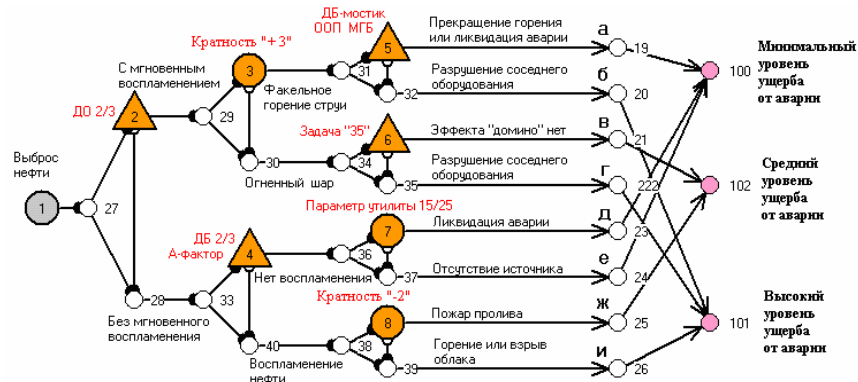 ДБ-мостик
ООП МГБ
Прекращение горения
или ликвидация аварии
а
19
Кратность "+3"
5
100
Минимальный
уровень
ущерба
от аварии
С мгновенным
воспламенением
3
31
Разрушение соседнего
оборудования
б
32
20
ДО 2/3
2
29
Факельное
горение струи
Задача "35"
6
Эффекта "домино" нет
в
21
Выброс
нефти
30
34
Огненный шар
Разрушение соседнего
оборудования
г
35
222
102
Средний
уровень
ущерба
от аварии
1
27
Параметр утилиты 15/25
7
Ликвидация аварии
д
23
ДБ 2/3
А-фактор
4
36
Нет воспламенения
37
Отсутствие источника
е
24
28
33
Кратность "-2"
8
Пожар пролива
ж
25
101
Высокий
уровень
ущерба
от аварии
Без мгновенного
воспламенения
40
38
Воспламенение
нефти
39
Горение или взрыв
облака
и
26